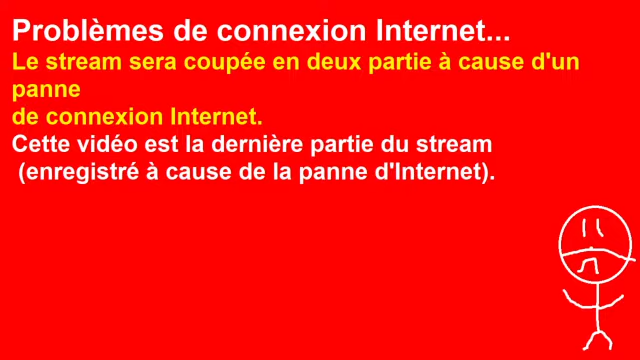 Problèmes de connexion Internet...
Le stream sera coupée en deux partie à cause d'un
panne
de connexion Internet.
Cette vidéo est la dernière partie du stream
(enregistré à cause de la panne d'Internet).